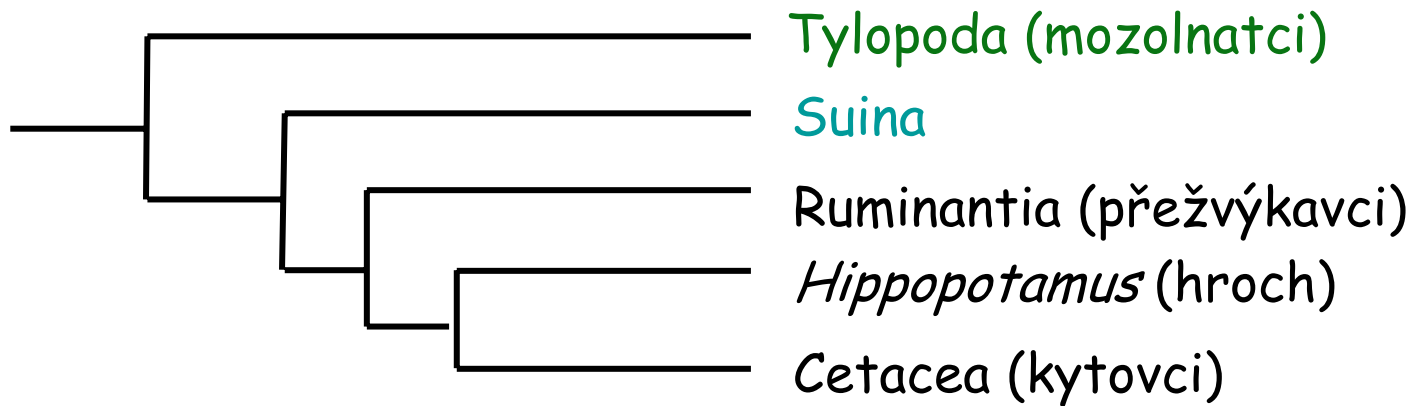 Tylopoda (mozolnatci)
Suina
Ruminantia (přežvýkavci)
Hippopotamus (hroch)
Cetacea (kytovci)